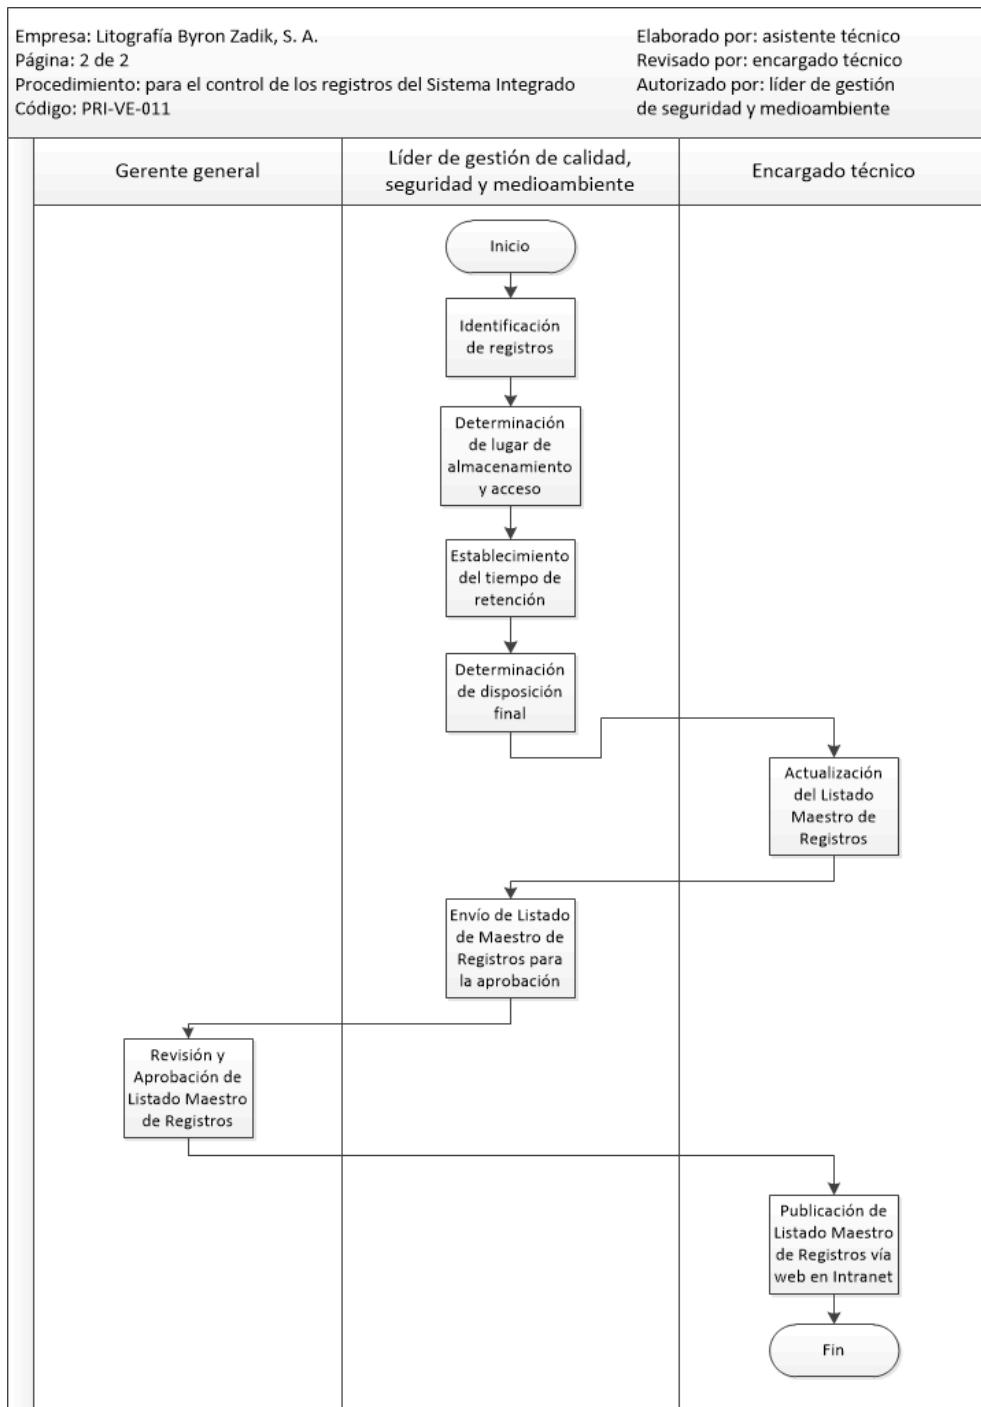 Empresa: Litografía Byron Zadik, S. A.
Página: 2 de 2
Procedimiento: para el control de los registros del Sistema Integrado
Código: PRI-VE-011
Elaborado por: asistente técnico
Revisado por: encargado técnico
Autorizado por: líder de gestión
de seguridad y medioambiente
Gerente general
Líder de gestión de calidad,
seguridad y medioambiente
Encargado técnico
Inicio
Identificación
de registros
Determinación
de lugar de
almacenamiento
y acceso
Establecimiento
del tiempo de
retención
Determinación
de disposición
final
Actualización
del Listado
Maestro de
Registros
Envío de Listado
de Maestro de
Registros para
la aprobación
Revisión y
Aprobación de
Listado Maestro
de Registros
Publicación de
Listado Maestro
de Registros vía
web en Intranet
Fin